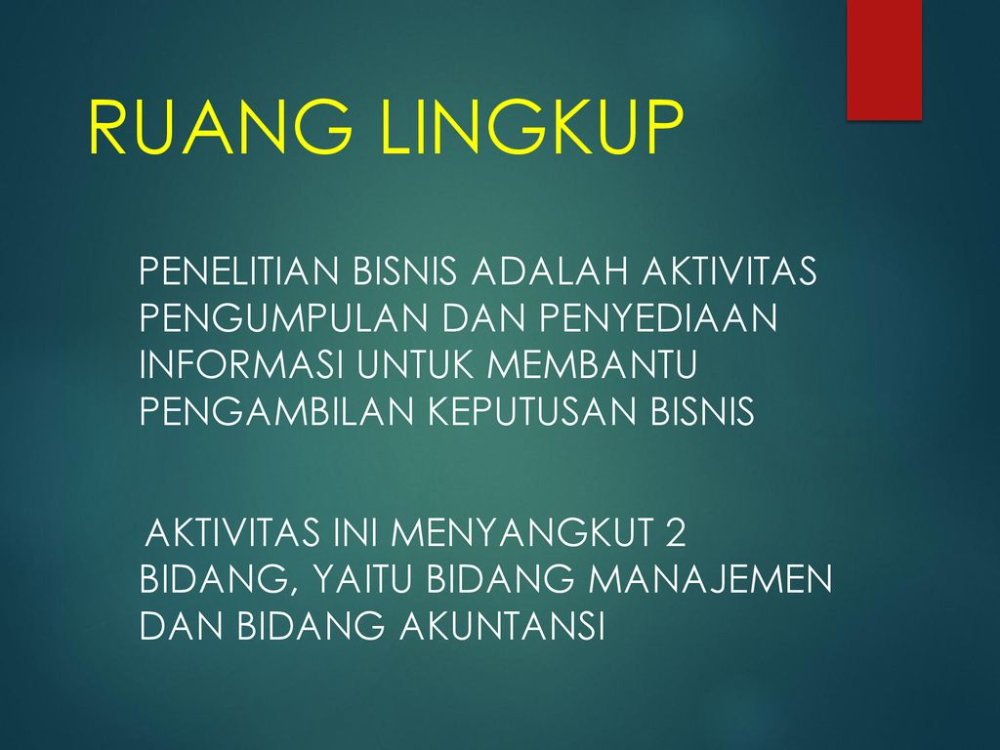 RUANG LINGKUP
PENELITIAN BISNIS ADALAH AKTIVITAS
PENGUMPULAN DAN PENYEDIAAN
INFORMASI UNTUK MEMBANTU
PENGAMBILAN KEPUTUSAN BISNIS
AKTIVITAS INI MENYANGKUT 2
BIDANG, YAITU BIDANG MANAJEMEN
DAN BIDANG AKUNTANSI